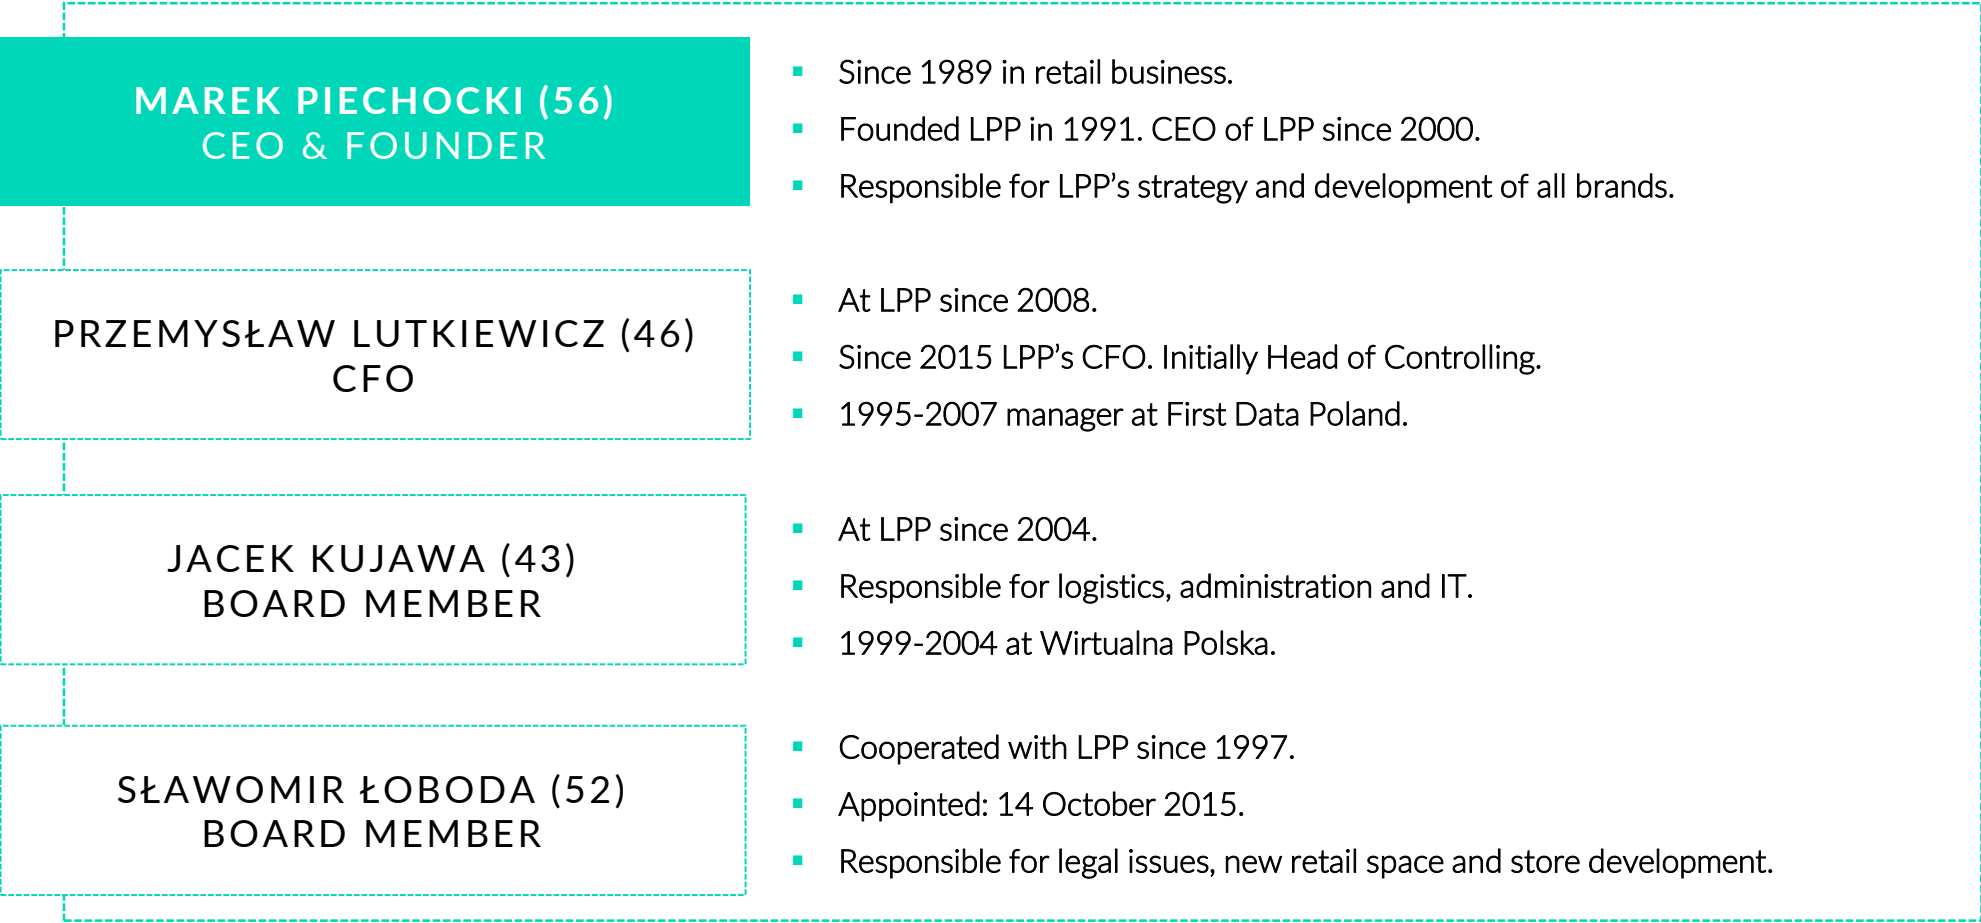 MAREK PIECHOCKI (56)
CEO & FOUNDER
▪ Since 1989 in retail business.
▪ Founded LPP in 1991. CEO of LPP since 2000.
▪ Responsible for LPP’s strategy and development of all brands.
PRZEMYSŁAW LUTKIEWICZ (46)
CFO
▪ At LPP since 2008.
▪ Since 2015 LPP’s CFO. Initially Head of Controlling.
▪ 1995-2007 manager at First Data Poland.
JACEK KUJAWA (43)
BOARD MEMBER
▪ At LPP since 2004.
▪ Responsible for logistics, administration and IT.
▪ 1999-2004 at Wirtualna Polska.
SŁAWOMIR ŁOBODA (52)
BOARD MEMBER
▪ Cooperated with LPP since 1997.
▪ Appointed: 14 October 2015.
▪ Responsible for legal issues, new retail space and store development.